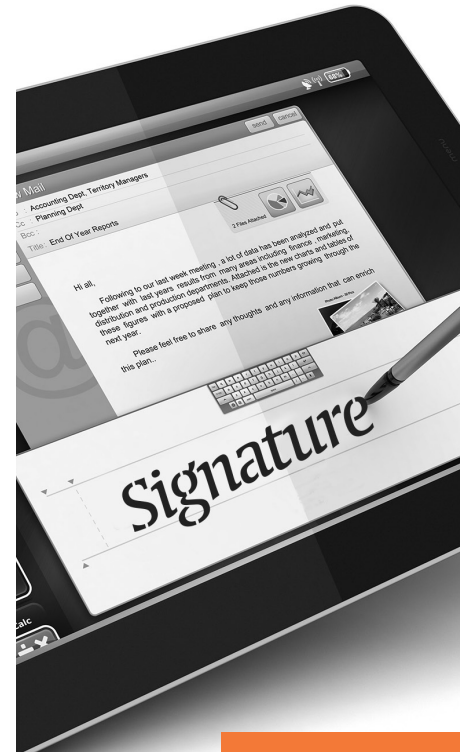 88%
menu
send cancel
w Mail
: Accounting Dept, Territory Managers
Cc : Planning Dept
Bcc :
Title: End Of Year Reports
2 Files Attached
Hi all,
Following to our last week meeting , a lot of data has been analyzed and put
together with last years results from many areas including finance , marketing,
distribution and production departments. Attached is the new charts and tables of
these figures with a proposed plan to keep those numbers growing through the
next year .
Please feel free to share any thoughts and any information that can enrich
this plan..
@
Signature
calc